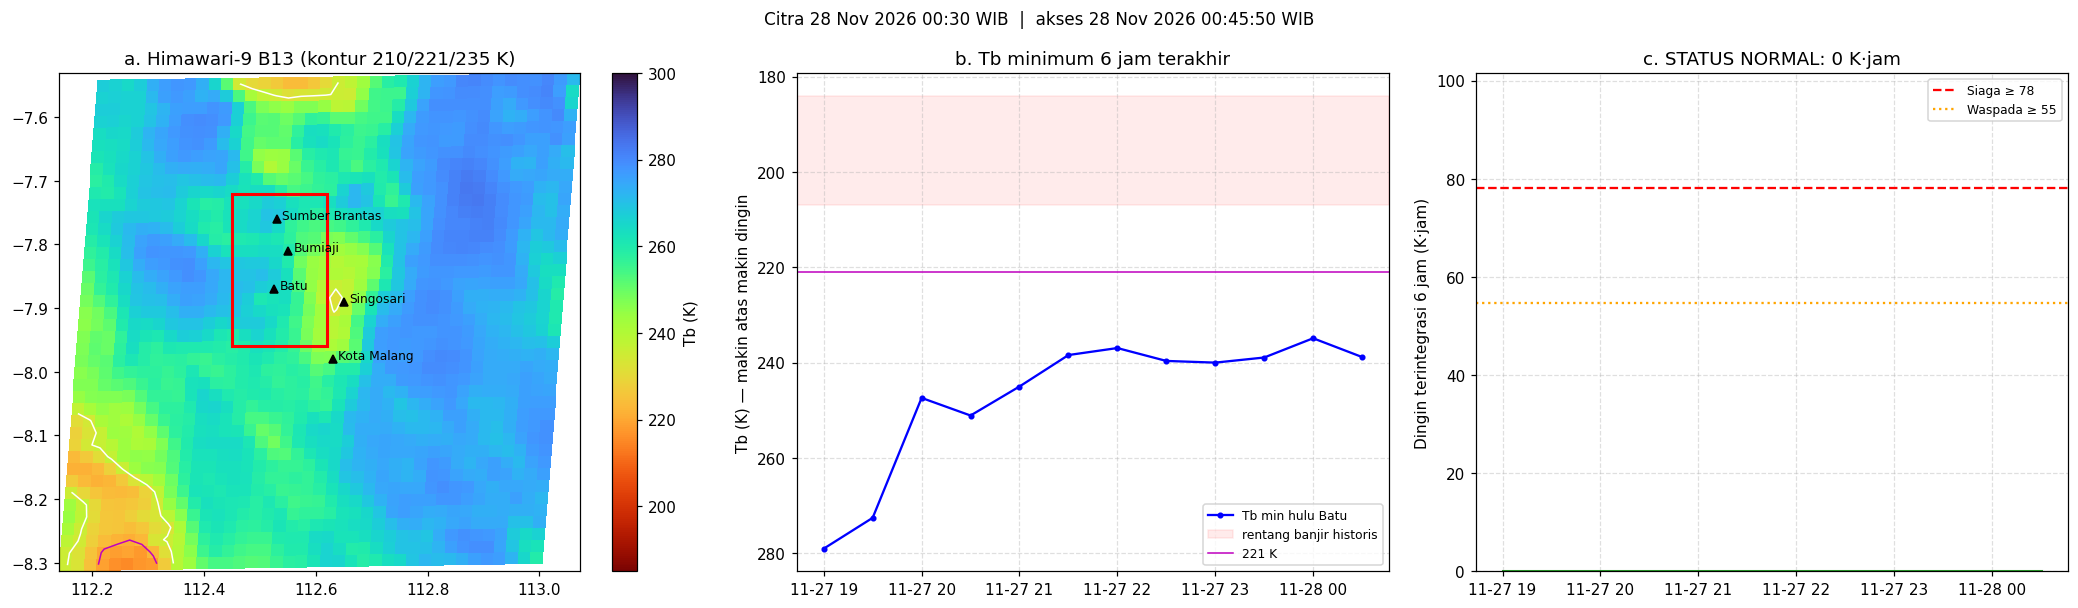 Citra 28 Nov 2026 00:30 WIB  |  akses 28 Nov 2026 00:45:50 WIB
a. Himawari-9 B13 (kontur 210/221/235 K)
−7.6
−7.7
−7.8
−7.9
−8.0
−8.1
−8.2
−8.3
112.2
112.4
112.6
112.8
113.0
Sumber Brantas
Bumiaji
Batu
Singosari
Kota Malang
300
280
260
240
220
200
Tb (K)
b. Tb minimum 6 jam terakhir
Tb (K) — makin atas makin dingin
180
200
220
240
260
280
11-27 19
11-27 20
11-27 21
11-27 22
11-27 23
11-28 00
Tb min hulu Batu
rentang banjir historis
221 K
c. STATUS NORMAL: 0 K·jam
Dingin terintegrasi 6 jam (K·jam)
100
80
60
40
20
0
11-27 19
11-27 20
11-27 21
11-27 22
11-27 23
11-28 00
Siaga ≥ 78
Waspada ≥ 55